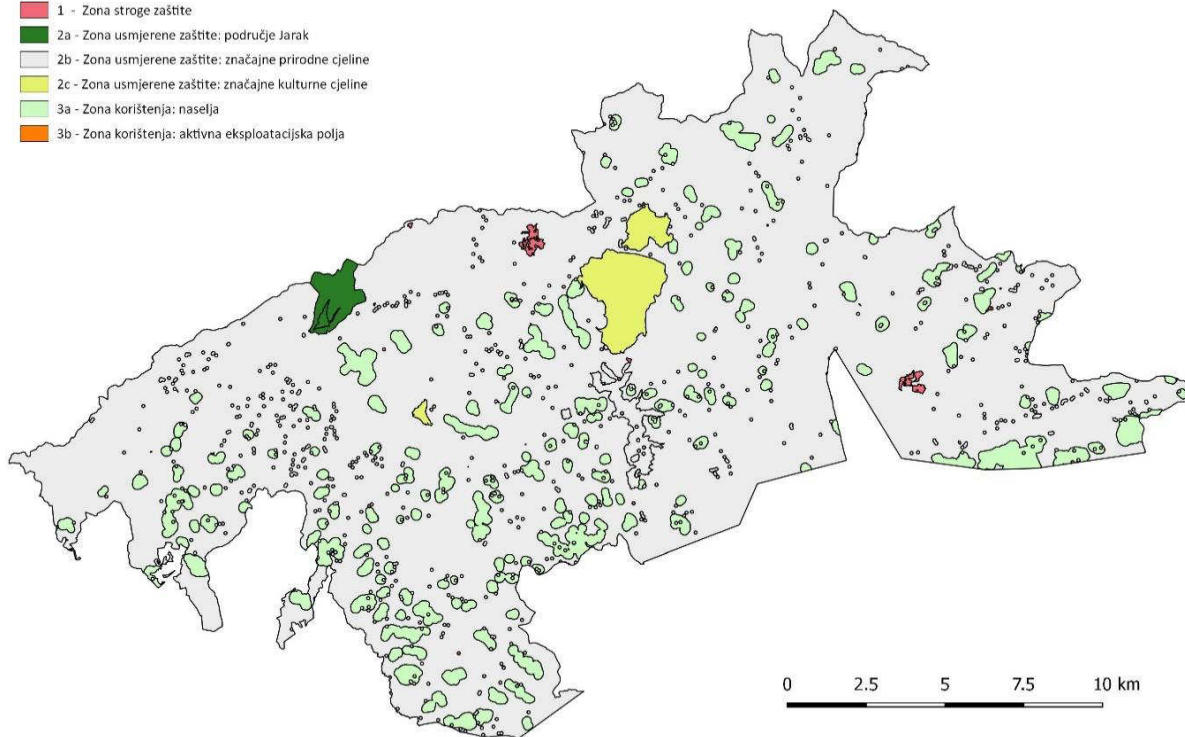 1 - Zona stroge zaštite
2a - Zona usmjerene zaštite: područje Jarak
2b - Zona usmjerene zaštite: značajne prirodne cjeline
2c - Zona usmjerene zaštite: značajne kulturne cjeline
3a - Zona korištenja: naselja
3b - Zona korištenja: aktivna eksploatacijska polja
0 2.5 5 7.5 10 km